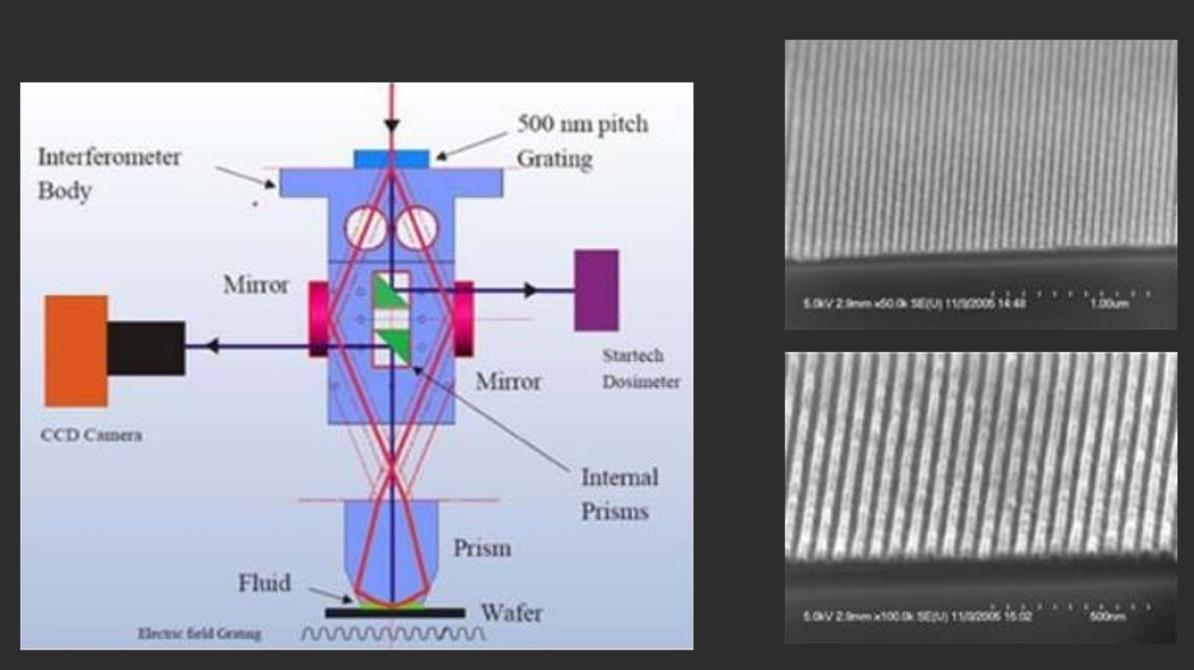 500 nm pitch
Grating
Interferometer
Body
Mirror
Startech
Dosimeter
Mirror
CCD Camera
Internal
Prisms
Prism
Fluid
Wafer
Electric field Grating
5.0kV 2.9mm x50.0k SE(U) 11/3/2005 14:48 1.00um
5.0kV 2.9mm x100.0k SE(U) 11/3/2005 15:02 500nm